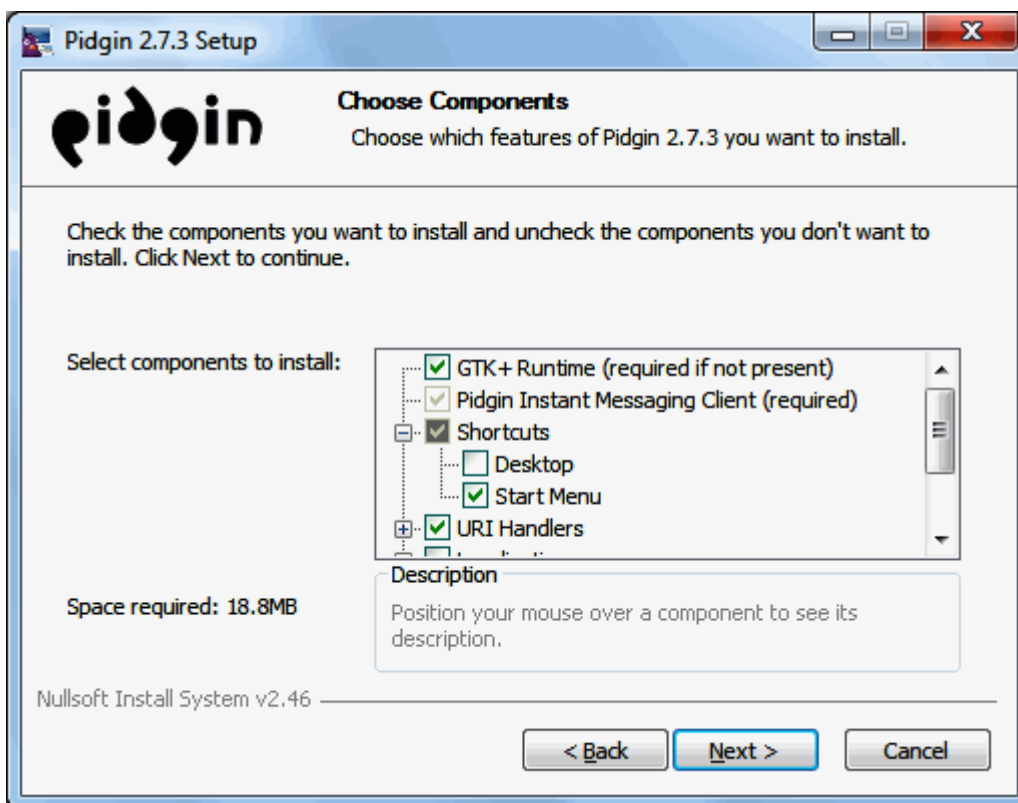 Pidgin 2.7.3 Setup
pidgin
Choose Components
Choose which features of Pidgin 2.7.3 you want to install.
Check the components you want to install and uncheck the components you don't want to
install. Click Next to continue.
Select components to install:
GTK+ Runtime (required if not present)
Pidgin Instant Messaging Client (required)
Shortcuts
Desktop
Start Menu
URI Handlers
Space required: 18.8MB
Description
Position your mouse over a component to see its
description.
Nullsoft Install System v2.46
< Back
Next >
Cancel